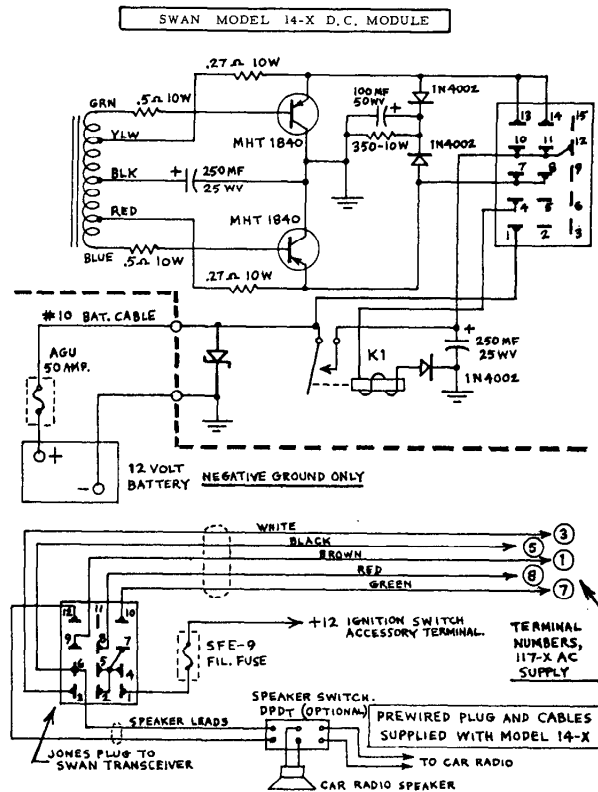 SWAN MODEL 14-X D.C. MODULE
.27Ω 10W
GRN
.5Ω 10W
YLW
BLK
+
250MF
25WV
RED
BLUE
.5Ω 10W
.27Ω 10W
MHT 1840
MHT 1840
100MF
50WV
+
350-10W
1N4002
1N4002
13 14 15
10 11 12
7 8 9
4 5 6
1 2 3
#10 BAT. CABLE
AGU
50AMP.
K1
+
250MF
25WV
1N4002
+
-
12 VOLT
BATTERY
NEGATIVE GROUND ONLY
WHITE
3
BLACK
5
BROWN
1
RED
8
GREEN
7
12 11 10
9 8 7
6 5 4
3 2 1
SFE-9
FIL. FUSE
+12 IGNITION SWITCH
ACCESSORY TERMINAL.
TERMINAL
NUMBERS,
117-X AC
SUPPLY
SPEAKER SWITCH.
DPDT (OPTIONAL)
SPEAKER LEADS
JONES PLUG TO
SWAN TRANSCEIVER
PREWIRED PLUG AND CABLES
SUPPLIED WITH MODEL 14-X
TO CAR RADIO
CAR RADIO SPEAKER